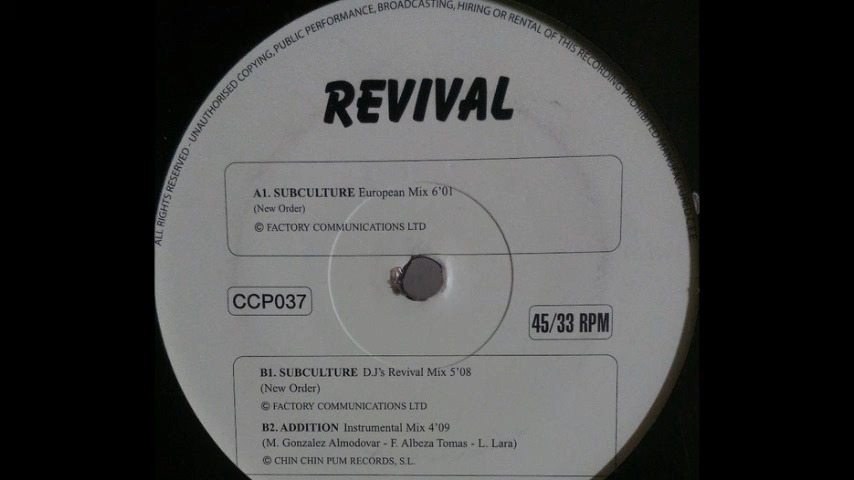 ALL RIGHTS RESERVED - UNAUTHORISED COPYING, PUBLIC PERFORMANCE, BROADCASTING, HIRING OR RENTAL OF THIS RECORDING PROHIBITED
REVIVAL
A1. SUBCULTURE European Mix 6'01
(New Order)
© FACTORY COMMUNICATIONS LTD
CCP037
45/33 RPM
B1. SUBCULTURE DJ's Revival Mix 5'08
(New Order)
© FACTORY COMMUNICATIONS LTD
B2. ADDITION Instrumental Mix 4'09
(M. Gonzalez Almodovar - F. Albeza Tomas - L. Lara)
© CHIN CHIN PUM RECORDS, S.L.